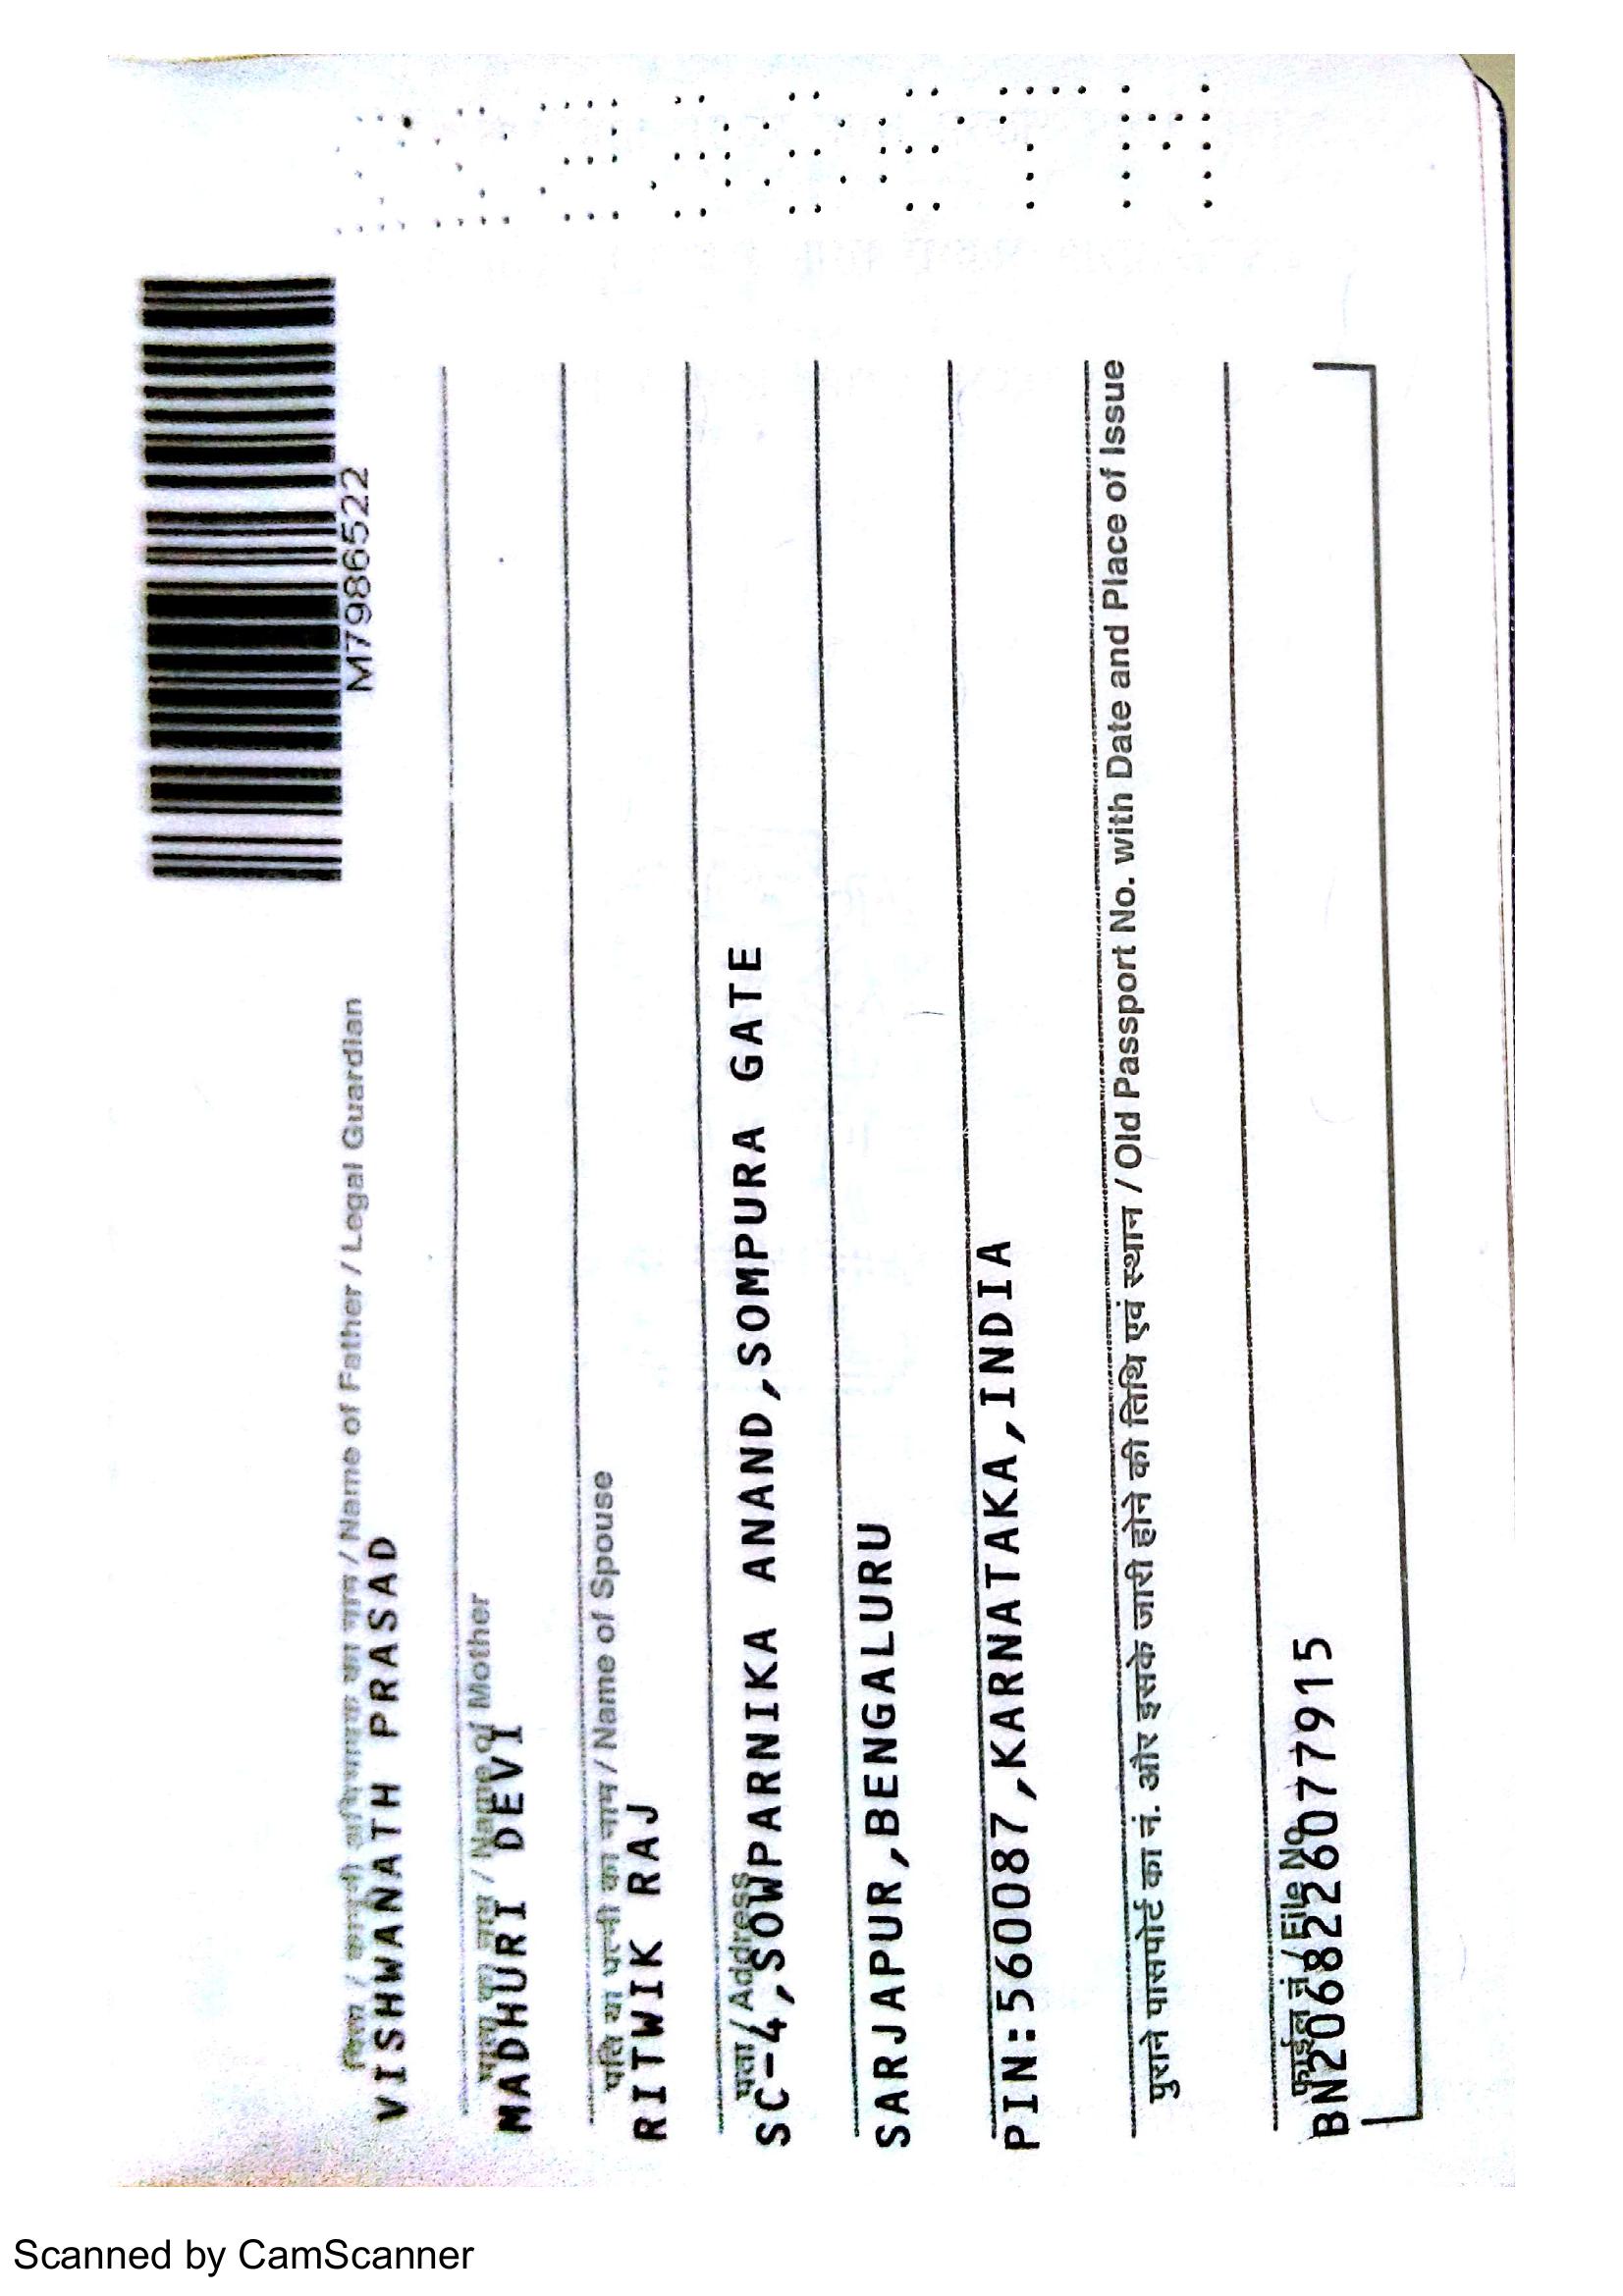 M7986522
पिता / कानूनी अभिभावक का नाम / Name of Father / Legal Guardian
VISHWANATH PRASAD
माता का नाम / Name of Mother
MADHURI DEVI
पति या पत्नी का नाम / Name of Spouse
RITWIK RAJ
पता / Address
SC-4,SOWPARNIKA ANAND,SOMPURA GATE
SARJAPUR,BENGALURU
PIN:560087,KARNATAKA,INDIA
पुराने पासपोर्ट का नं. और इसके जारी होने की तिथि एवं स्थान / Old Passport No. with Date and Place of Issue
फाईल नं / File No.
BN2068226077915
Scanned by CamScanner